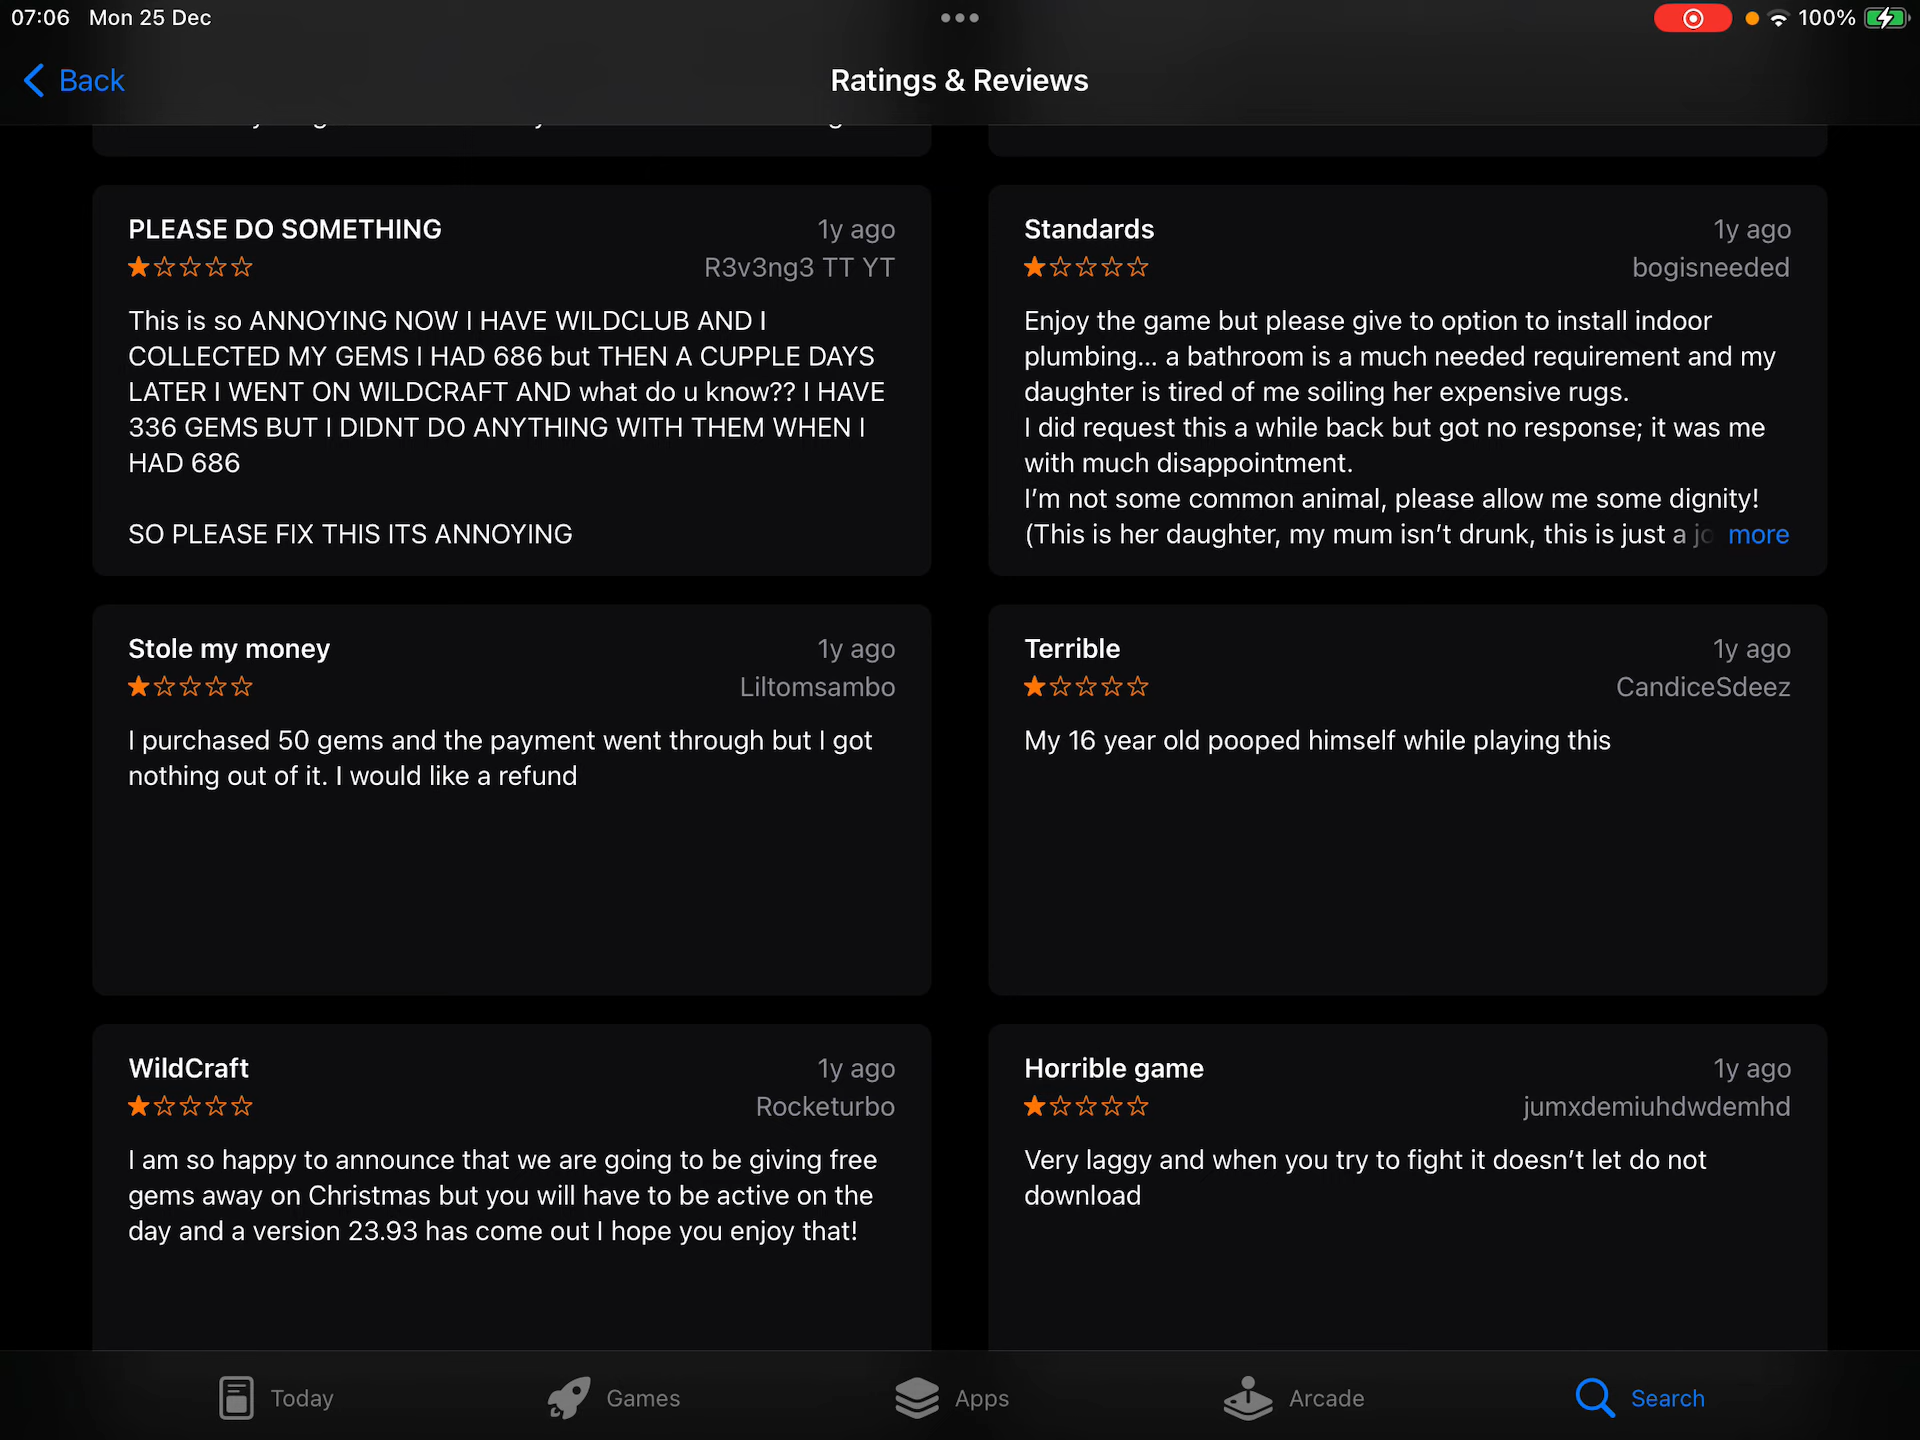 07:06 Mon 25 Dec
100%
Back
Ratings & Reviews
PLEASE DO SOMETHING
1y ago
R3v3ng3 TT YT
This is so ANNOYING NOW I HAVE WILDCLUB AND I
COLLECTED MY GEMS I HAD 686 but THEN A CUPPLE DAYS
LATER I WENT ON WILDCRAFT AND what do u know?? I HAVE
336 GEMS BUT I DIDNT DO ANYTHING WITH THEM WHEN I
HAD 686
SO PLEASE FIX THIS ITS ANNOYING
Standards
1y ago
bogisneeded
Enjoy the game but please give to option to install indoor
plumbing... a bathroom is a much needed requirement and my
daughter is tired of me soiling her expensive rugs.
I did request this a while back but got no response; it was me
with much disappointment.
I'm not some common animal, please allow me some dignity!
(This is her daughter, my mum isn't drunk, this is just a more
Stole my money
1y ago
Liltomsambo
I purchased 50 gems and the payment went through but I got
nothing out of it. I would like a refund
Terrible
1y ago
CandiceSdeez
My 16 year old pooped himself while playing this
WildCraft
1y ago
Rocketurbo
I am so happy to announce that we are going to be giving free
gems away on Christmas but you will have to be active on the
day and a version 23.93 has come out I hope you enjoy that!
Horrible game
1y ago
jumxdemiuhdwdemhd
Very laggy and when you try to fight it doesn't let do not
download
Today
Games
Apps
Arcade
Search